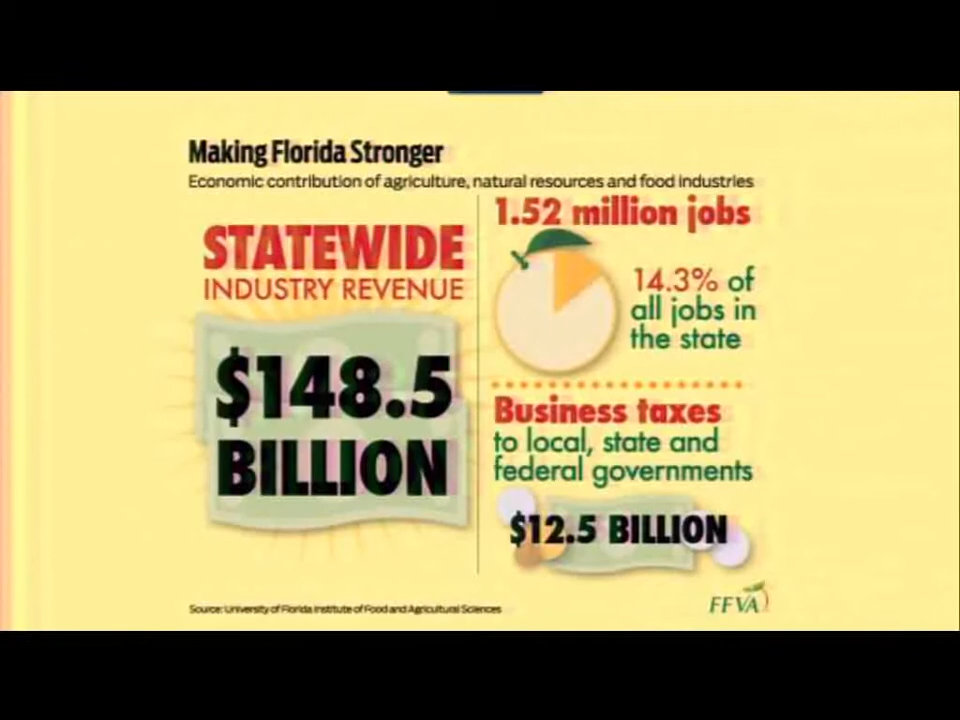 Making Florida Stronger
Economic contribution of agriculture, natural resources and food industries
STATEWIDE
INDUSTRY REVENUE
$148.5
BILLION
1.52 million jobs
14.3% of
all jobs in
the state
Business taxes
to local, state and
federal governments
$12.5 BILLION
Source: University of Florida Institute of Food and Agricultural Sciences
FFVA